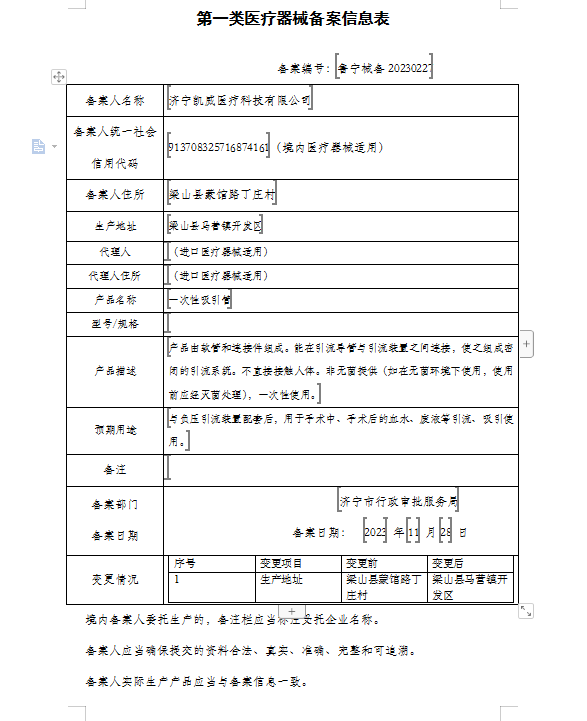 第一类医疗器械备案信息表
备案编号：鲁宁械备 20230227
备案人名称
济宁凯威医疗科技有限公司
备案人统一社会
信用代码
913708325716874161（境内医疗器械适用）
备案人住所
梁山县蒙馆路丁庄村
生产地址
梁山县马营镇开发区
代理人
（进口医疗器械适用）
代理人住所
（进口医疗器械适用）
产品名称
一次性吸引管
型号/规格
产品描述
产品由软管和连接件组成。能在引流导管与引流装置之间连接，使之组成密
闭的引流系统。不直接接触人体。非无菌提供（如在无菌环境下使用，使用
前应经灭菌处理），一次性使用。
预期用途
与负压引流装置配套后，用于手术中、手术后的血水、废液等引流、吸引使
用。
备注
备案部门
济宁市行政审批服务局
备案日期
备案日期： 2023 年 11 月 28 日
变更情况
序号 变更项目 变更前 变更后
1 生产地址 梁山县蒙馆路丁 梁山县马营镇开
庄村 发区
境内备案人委托生产的，备注栏应当标注受托企业名称。
备案人应当确保提交的资料合法、真实、准确、完整和可追溯。
备案人实际生产产品应当与备案信息一致。